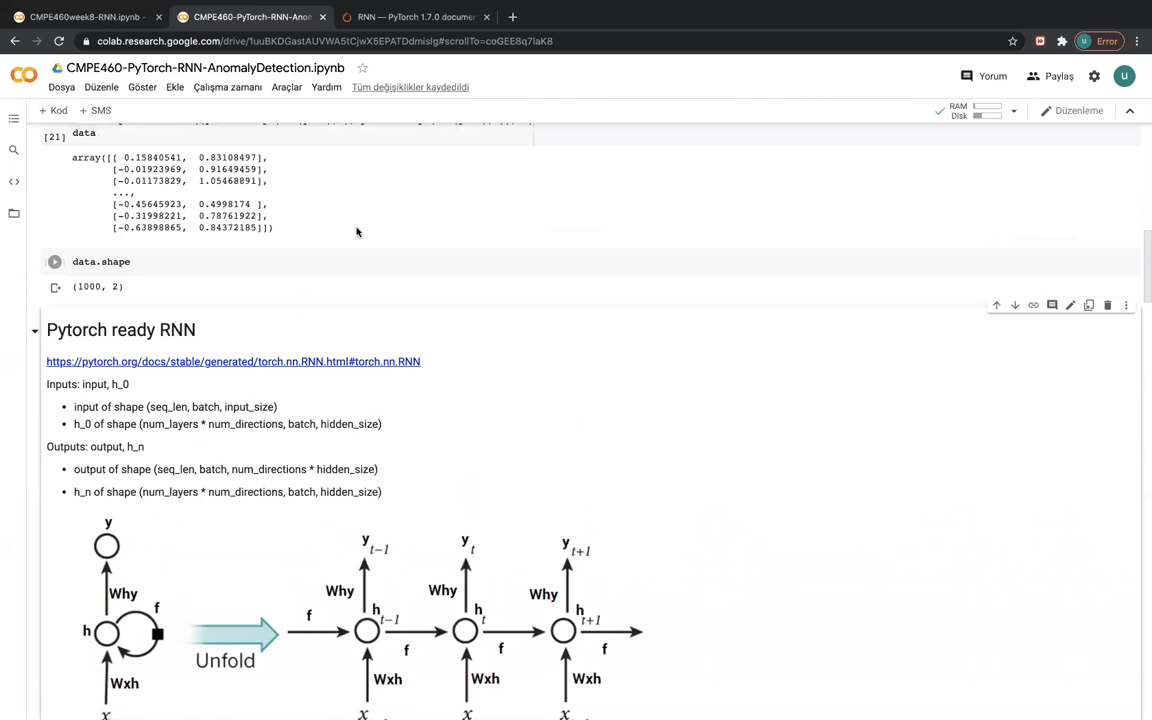 CMPE460week8-RNN.ipynb -
CMPE460-PyTorch-RNN-Anon
RNN — PyTorch 1.7.0 documen
colab.research.google.com/drive/1uuBKDGastAUVWA5tCjwX5EPATDdmislg#scrollTo=coGEE8q7laK8
u Error
CMPE460-PyTorch-RNN-AnomalyDetection.ipynb
Yorum
Paylaş
u
Dosya Düzenle Göster Ekle Çalışma zamanı Araçlar Yardım Tüm değişiklikler kaydedildi
+ Kod + SMS
RAM
Disk
Düzenleme
[21] data
array([[ 0.15840541, 0.83108497],
[-0.01923969, 0.91649459],
[-0.01173829, 1.05468891],
...,
[-0.45645923, 0.4998174 ],
[-0.31998221, 0.78761922],
[-0.63898865, 0.84372185]])
data.shape
(1000, 2)
Pytorch ready RNN
https://pytorch.org/docs/stable/generated/torch.nn.RNN.html#torch.nn.RNN
Inputs: input, h_0
• input of shape (seq_len, batch, input_size)
• h_0 of shape (num_layers * num_directions, batch, hidden_size)
Outputs: output, h_n
• output of shape (seq_len, batch, num_directions * hidden_size)
• h_n of shape (num_layers * num_directions, batch, hidden_size)
y y t−1 y t y t+1
Why f Why Why Why
h f h t−1 h t h t+1
f f f
Unfold
Wxh Wxh Wxh Wxh
x x x x